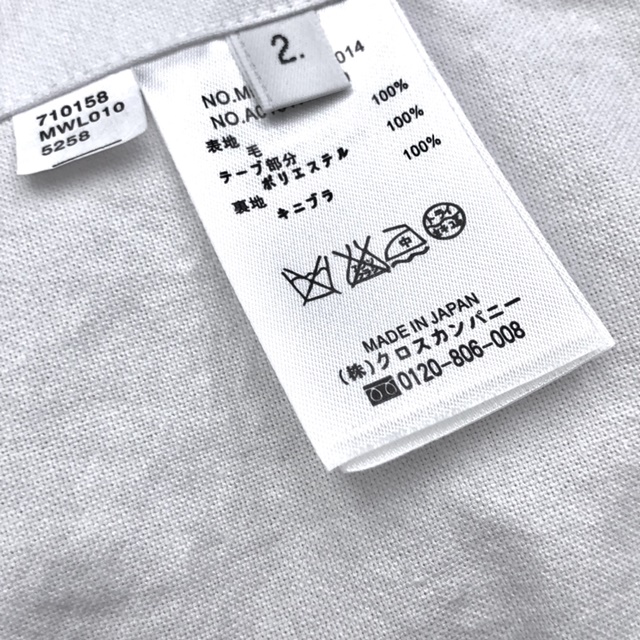 2.
710158
MWL010
5258
NO.M 014
NO.A
表地 毛 100%
テープ部分
ポリエステル 100%
裏地 キュプラ 100%
中
MADE IN JAPAN
(株)クロスカンパニー
0120-806-008